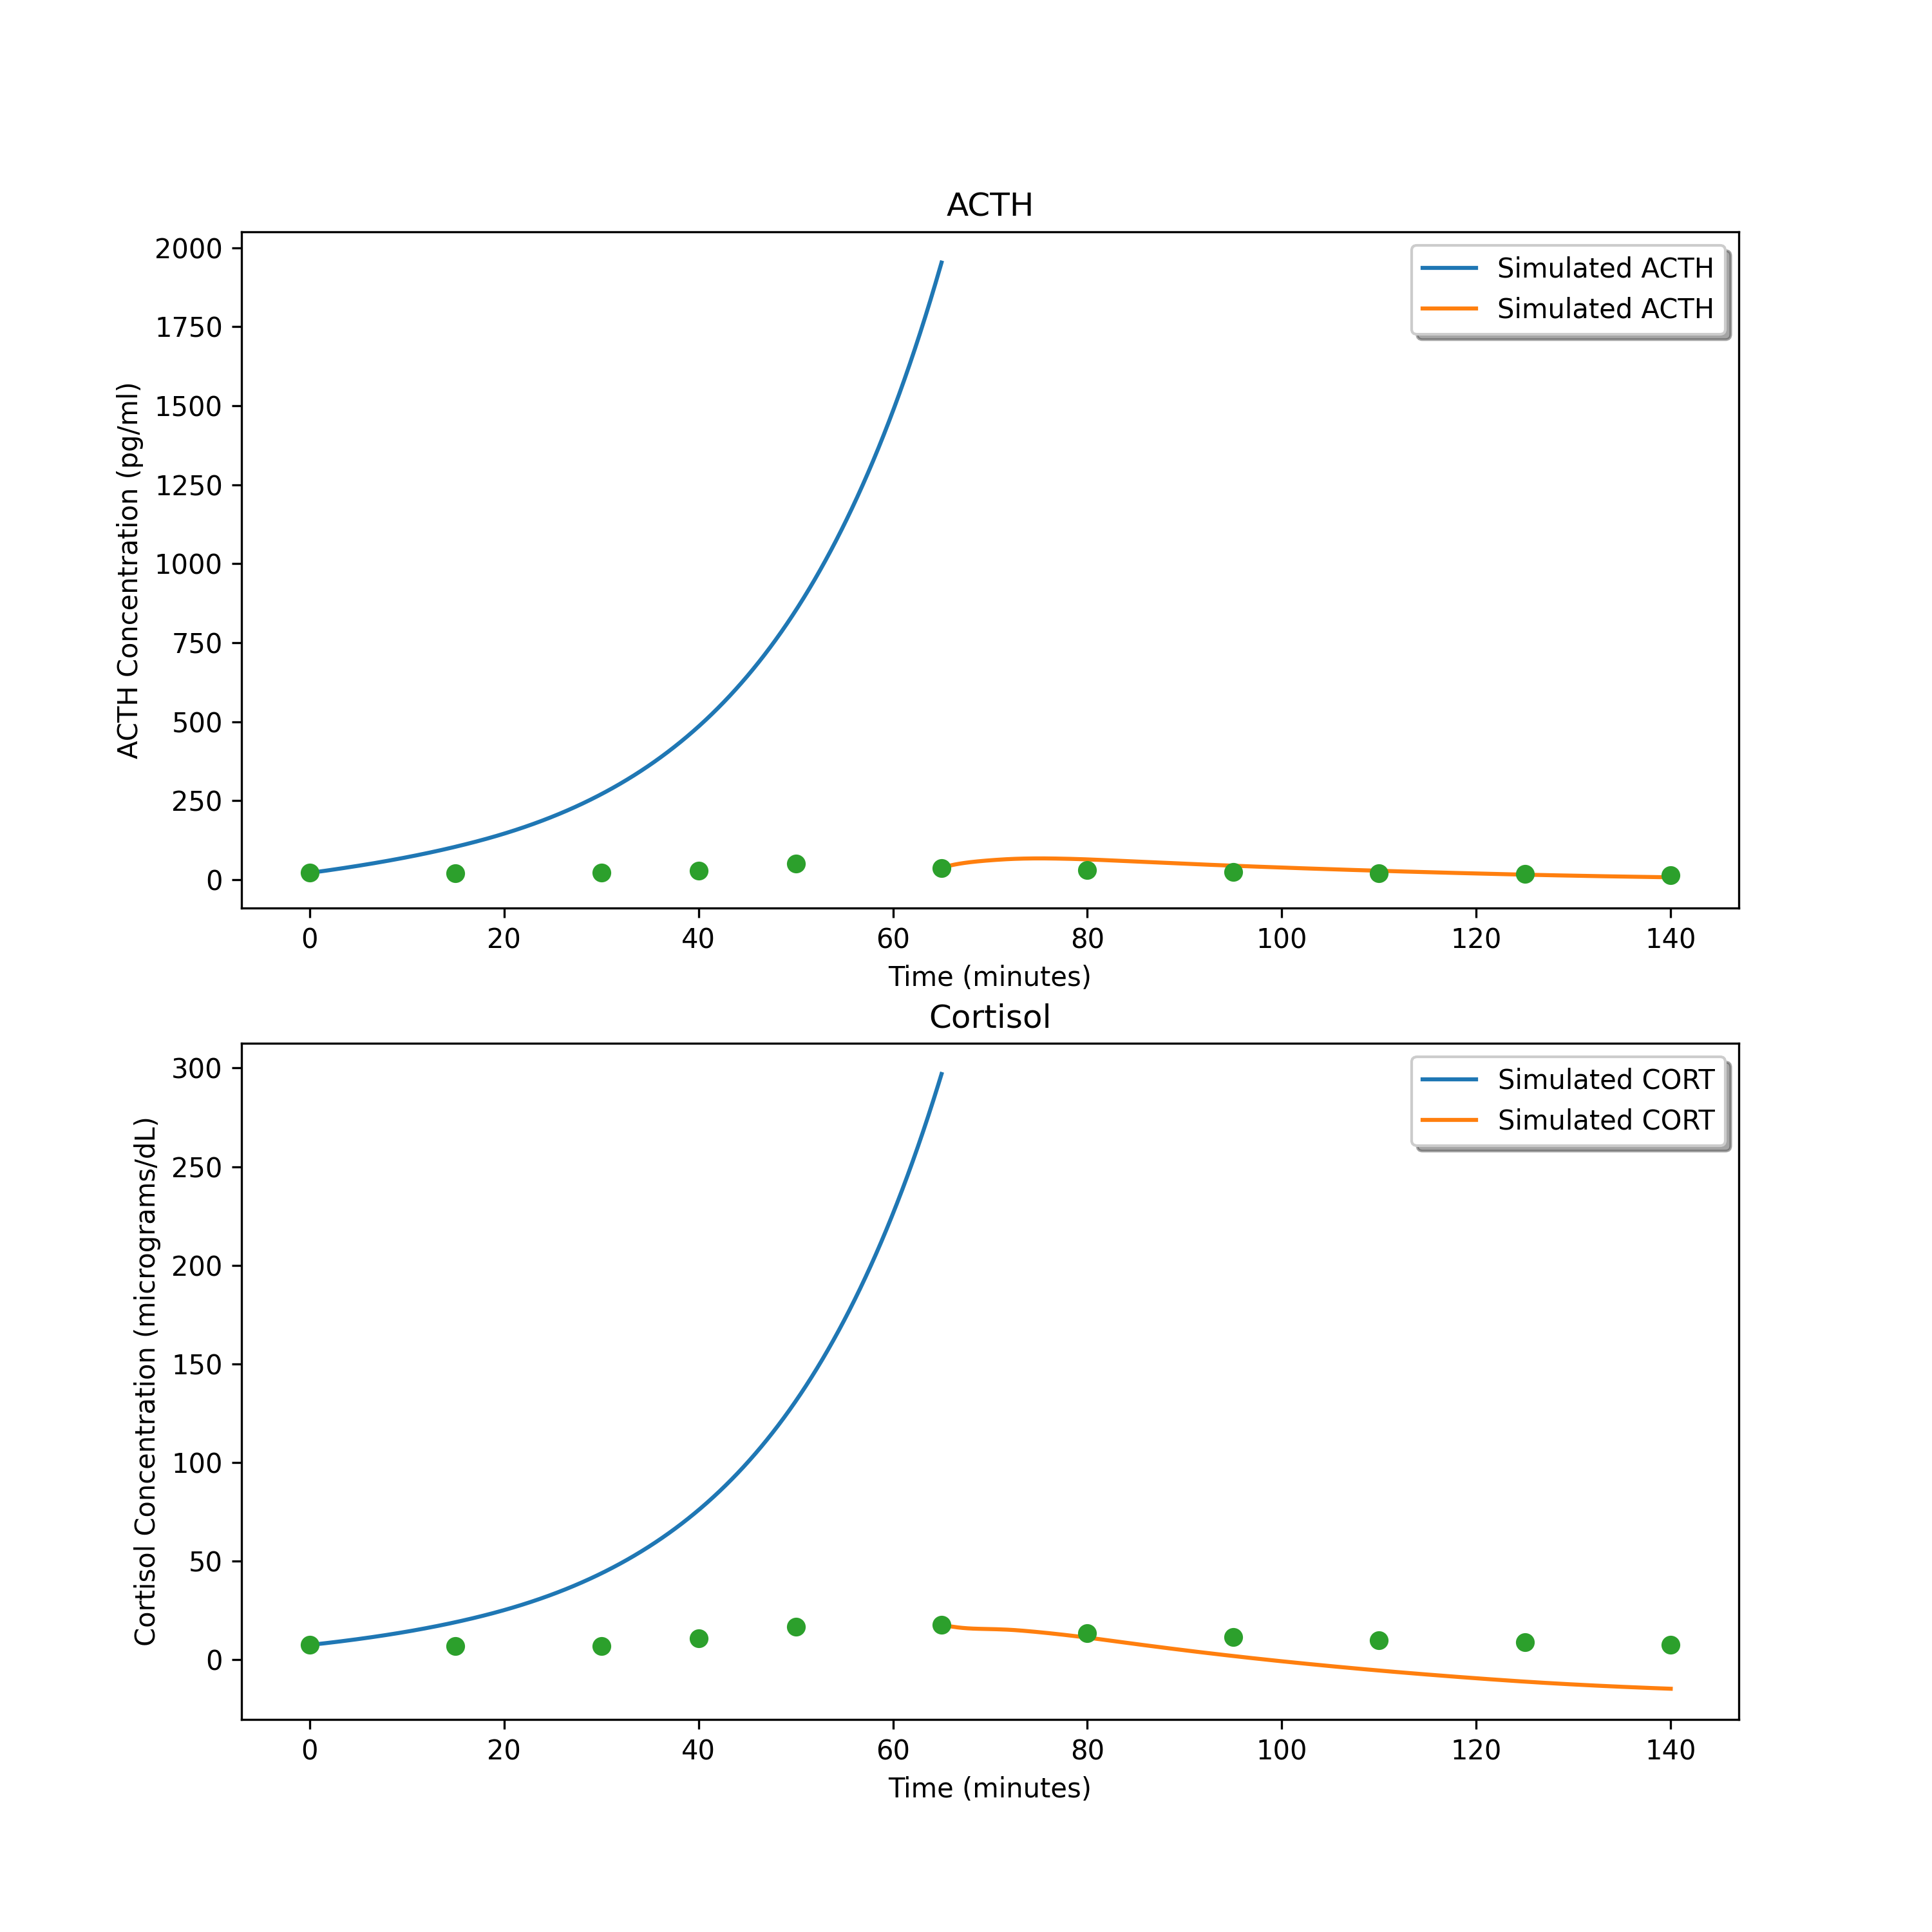 ACTH
2000
1750
1500
1250
1000
750
500
250
0
ACTH Concentration (pg/ml)
Simulated ACTH
Simulated ACTH
0 20 40 60 80 100 120 140
Time (minutes)
Cortisol
300
250
200
150
100
50
0
Cortisol Concentration (micrograms/dL)
Simulated CORT
Simulated CORT
0 20 40 60 80 100 120 140
Time (minutes)